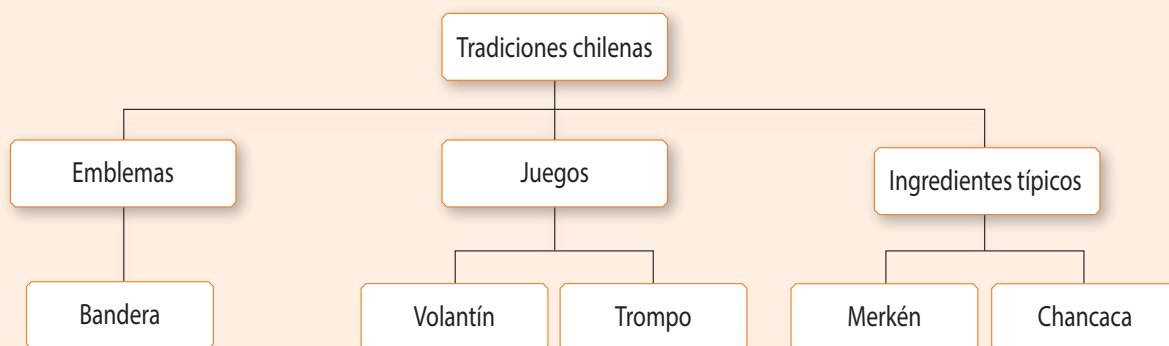 Tradiciones chilenas
Emblemas
Juegos
Ingredientes típicos
Bandera
Volantín
Trompo
Merkén
Chancaca